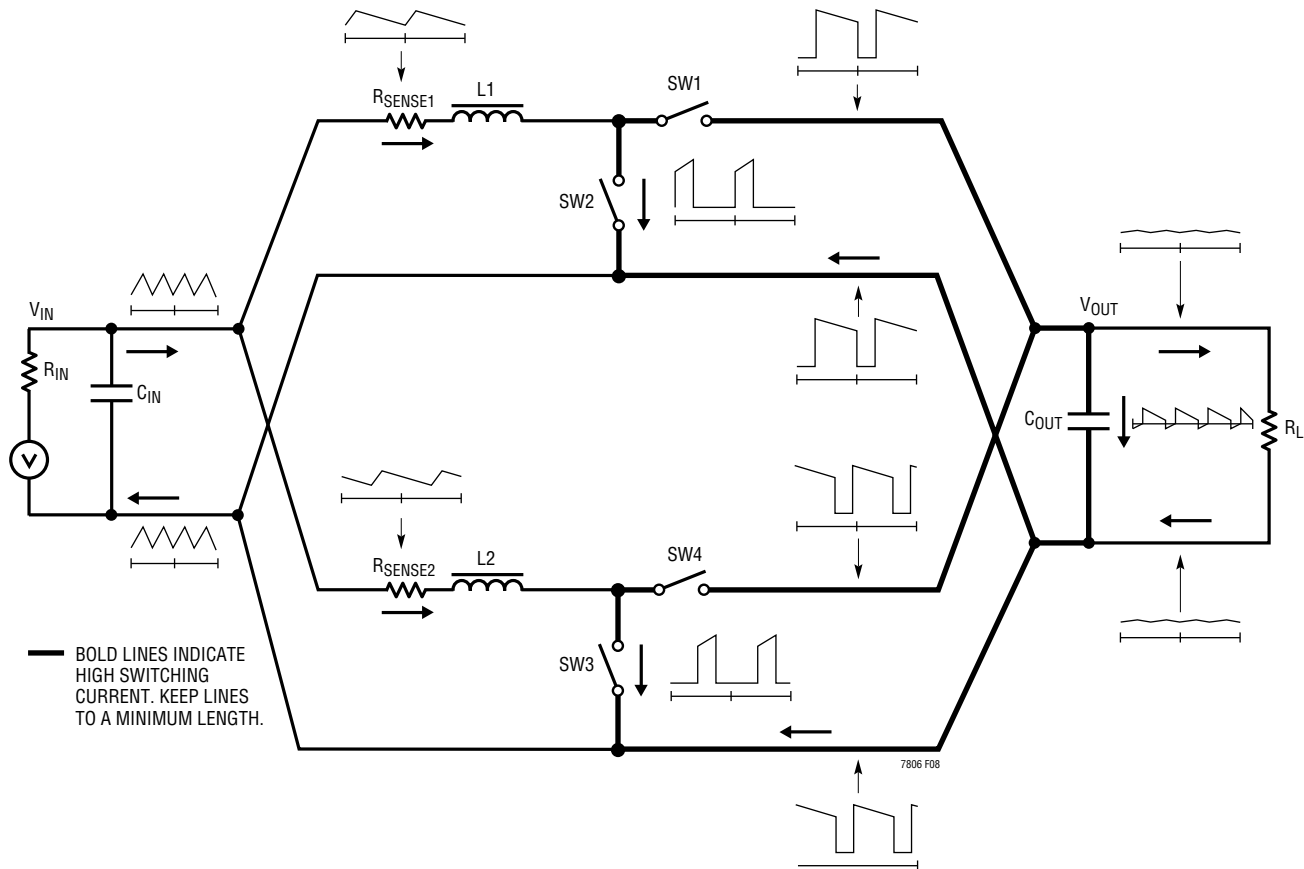 RSENSE1
L1
SW1
SW2
VIN
RIN
CIN
V
VOUT
COUT
RL
RSENSE2
L2
SW4
SW3
BOLD LINES INDICATE
HIGH SWITCHING
CURRENT. KEEP LINES
TO A MINIMUM LENGTH.
7806 F08